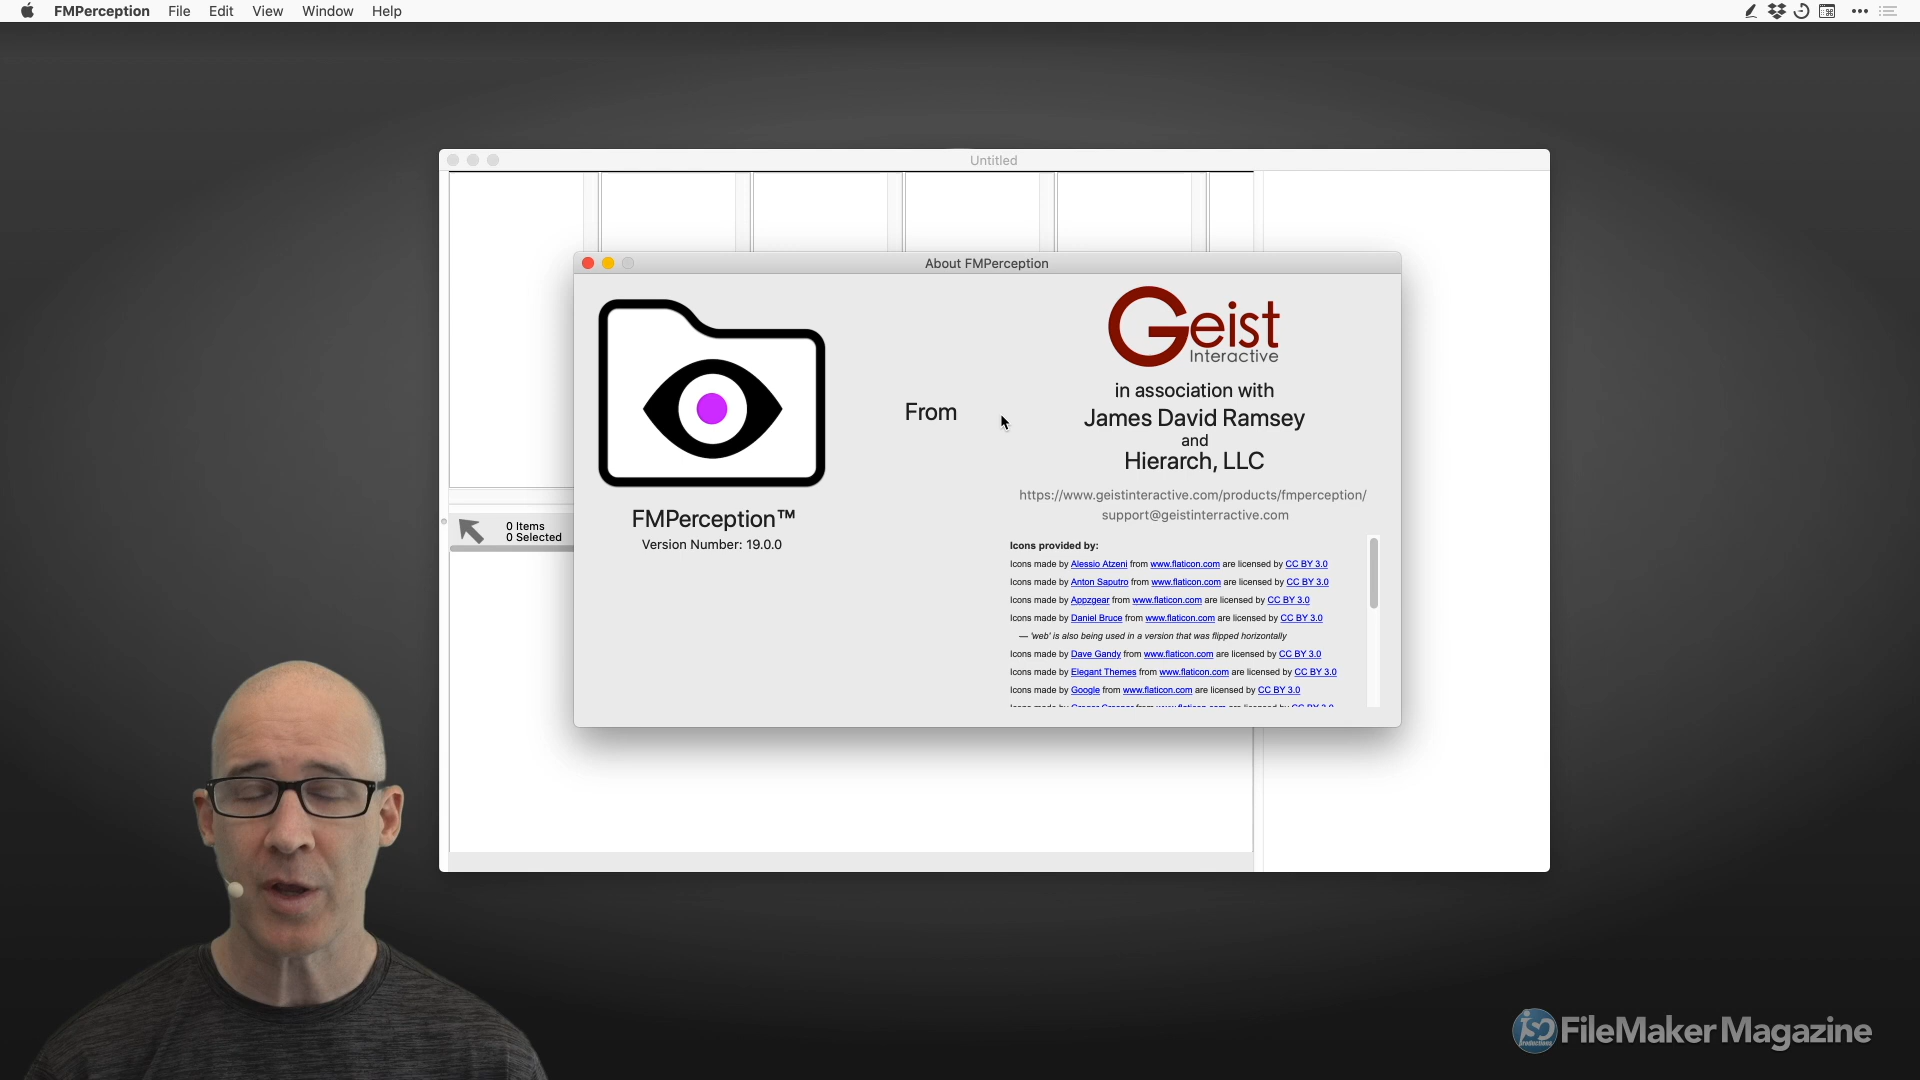 FMPerception File Edit View Window Help
Untitled
About FMPerception
Geist
Interactive
in association with
From
James David Ramsey
and
Hierarch, LLC
https://www.geistinteractive.com/products/fmperception/
support@geistinterractive.com
FMPerception™
Version Number: 19.0.0
0 Items
0 Selected
Icons provided by:
Icons made by Alessio Atzeni from www.flaticon.com are licensed by CC BY 3.0
Icons made by Anton Saputro from www.flaticon.com are licensed by CC BY 3.0
Icons made by Appzgear from www.flaticon.com are licensed by CC BY 3.0
Icons made by Daniel Bruce from www.flaticon.com are licensed by CC BY 3.0
— 'web' is also being used in a version that was flipped horizontally
Icons made by Dave Gandy from www.flaticon.com are licensed by CC BY 3.0
Icons made by Elegant Themes from www.flaticon.com are licensed by CC BY 3.0
Icons made by Google from www.flaticon.com are licensed by CC BY 3.0
iso productions FileMaker Magazine